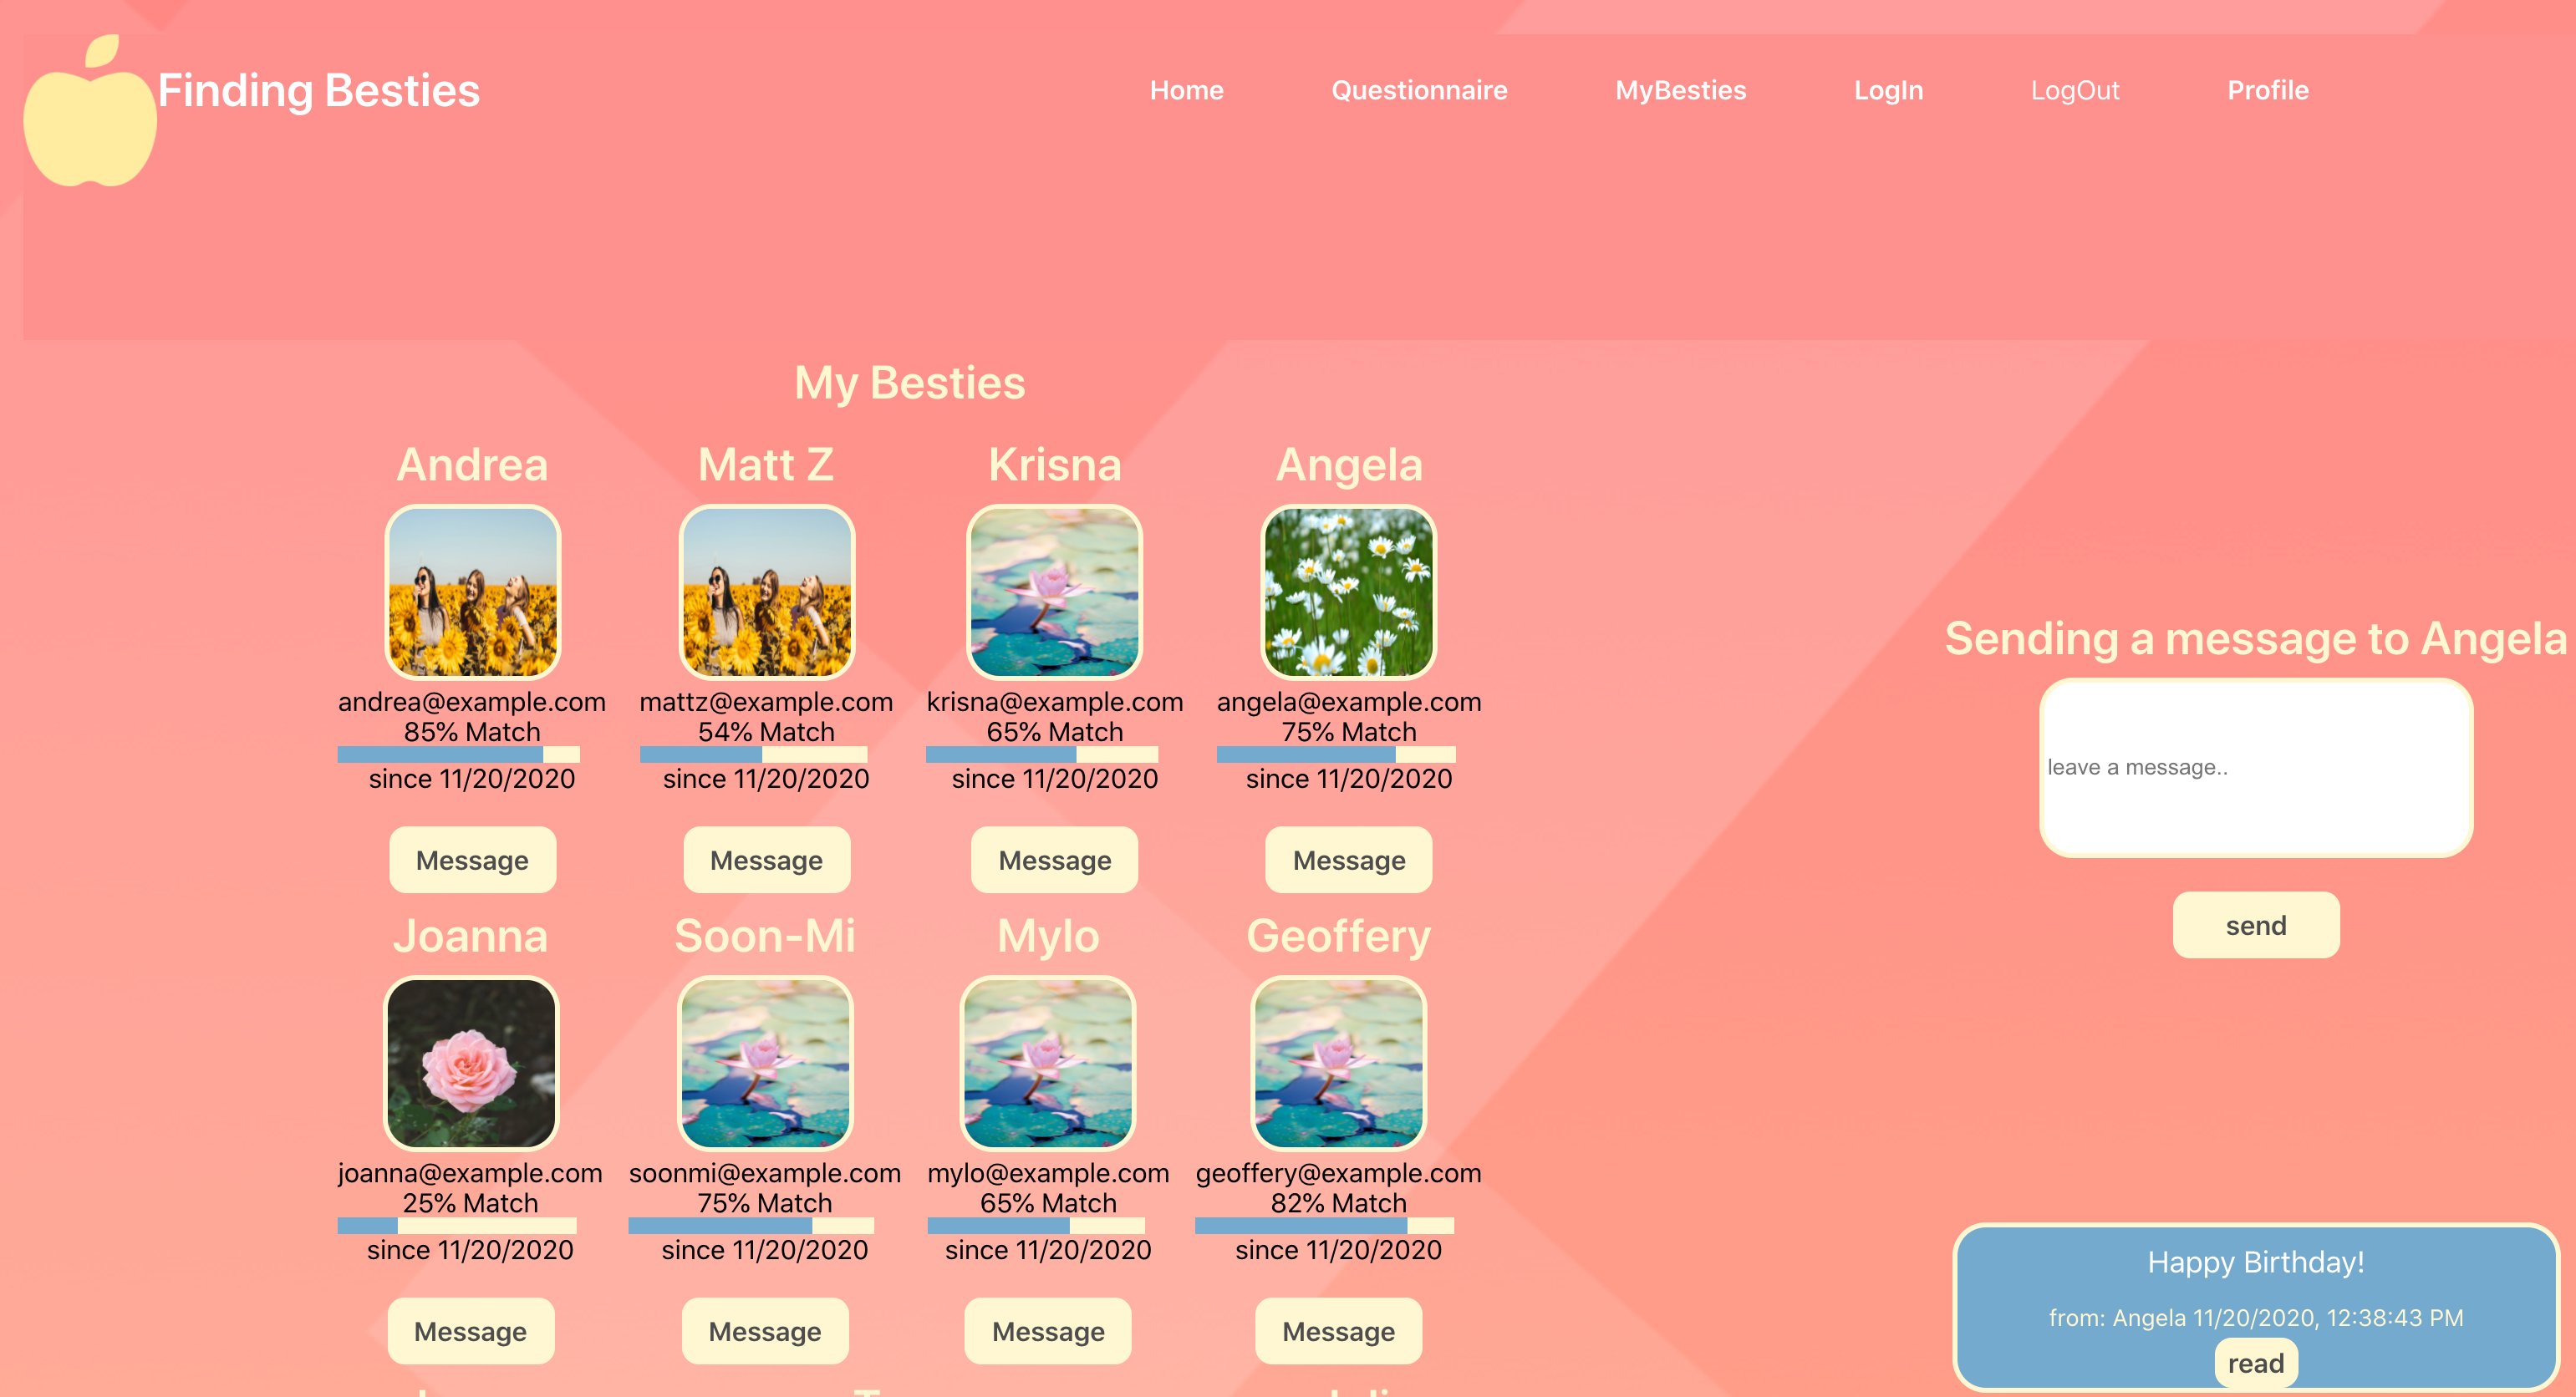 Finding Besties
Home Questionnaire MyBesties LogIn LogOut Profile
My Besties
Andrea Matt Z Krisna Angela
andrea@example.com mattz@example.com krisna@example.com angela@example.com
85% Match 54% Match 65% Match 75% Match
since 11/20/2020 since 11/20/2020 since 11/20/2020 since 11/20/2020
Message Message Message Message
Joanna Soon-Mi Mylo Geoffery
joanna@example.com soonmi@example.com mylo@example.com geoffery@example.com
25% Match 75% Match 65% Match 82% Match
since 11/20/2020 since 11/20/2020 since 11/20/2020 since 11/20/2020
Message Message Message Message
Sending a message to Angela
leave a message..
send
Happy Birthday!
from: Angela 11/20/2020, 12:38:43 PM
read